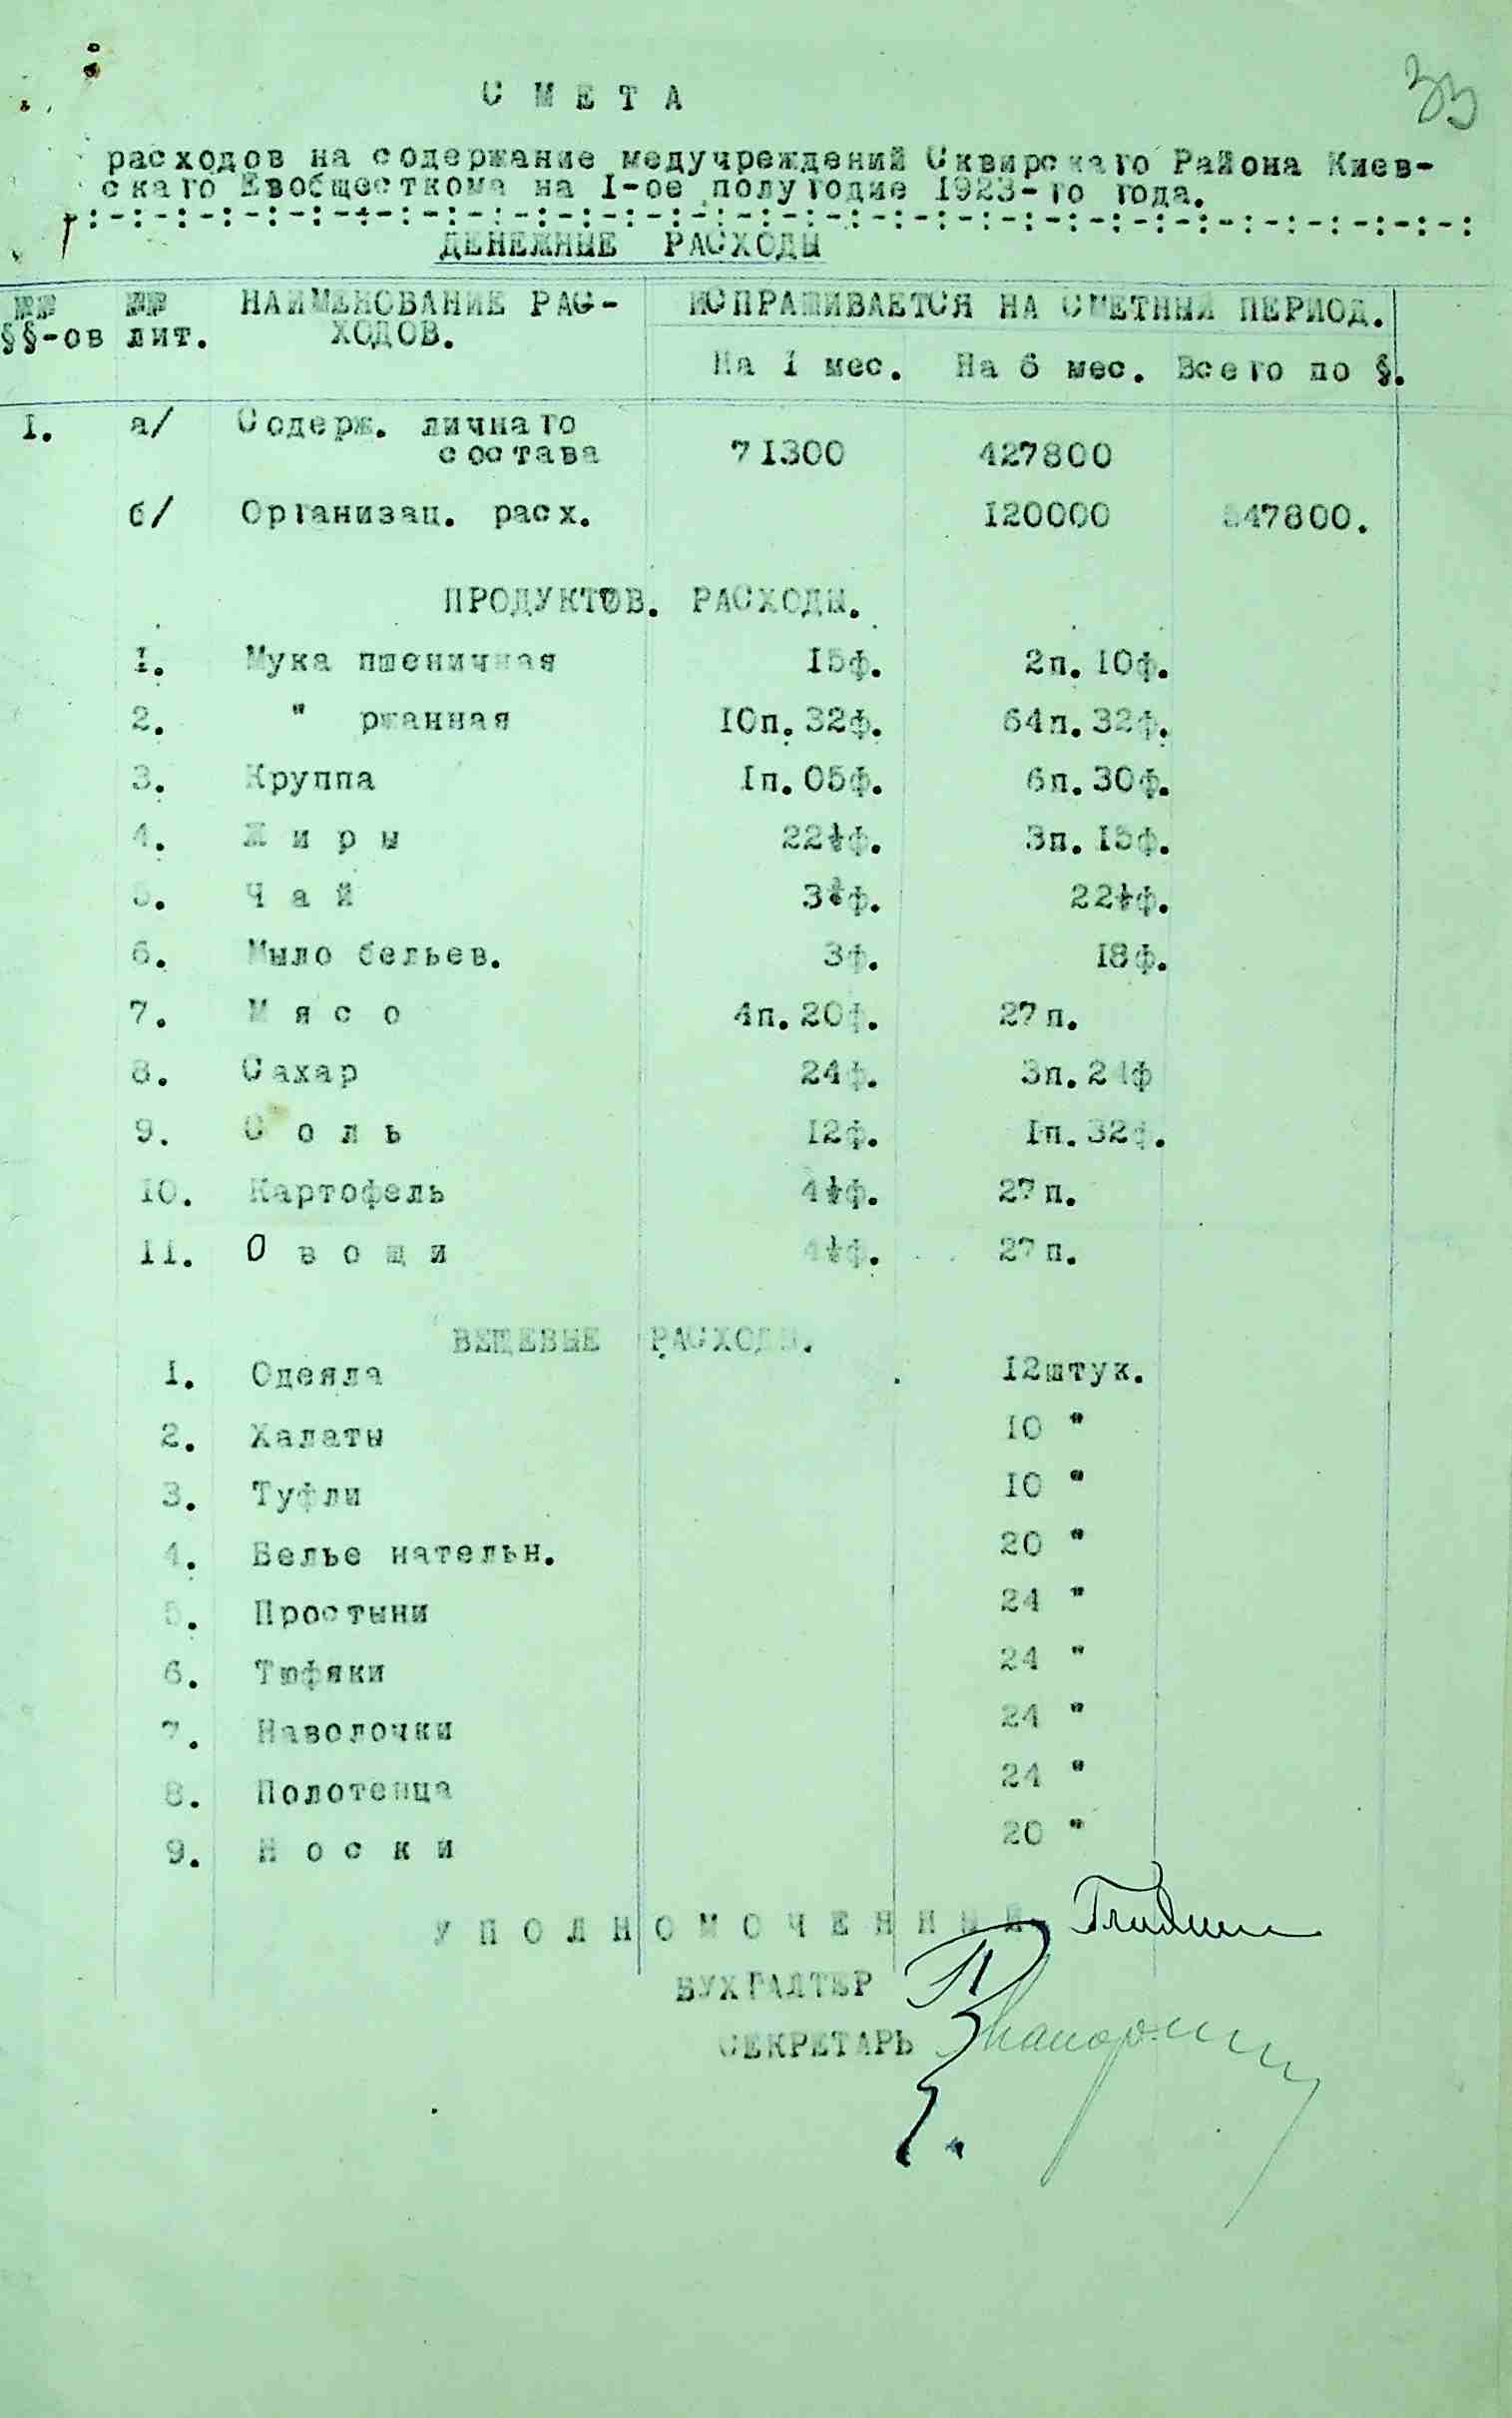 33
СМЕТА
расходов на содержание медучреждений Сквирскаго Района Киев-
скаго Евобщесткома на I-ое полугодие 1923-го года.
ДЕНЕЖНЫЕ РАСХОДЫ
№№ §§-ов №№ лит. НАИМЕНОВАНИЕ РАС-ХОДОВ. ИСПРАШИВАЕТСЯ НА СМЕТНЫЙ ПЕРИОД.
На 1 мес. На 6 мес. Всего по §.
I. а/ Содерж. личнаго
состава 71300 427800
б/ Организац. расх. 120000 547800.
ПРОДУКТОВ. РАСХОДЫ.
1. Мука пшеничная 15ф. 2п.10ф.
2. " ржанная 10п.32ф. 64п.32ф.
3. Круппа 1п.05ф. 6п.30ф.
4. Жиры 22½ф. 3п.15ф.
5. Чай 3¾ф. 22½ф.
6. Мыло бельев. 3ф. 18ф.
7. Мясо 4п.20ф. 27п.
8. Сахар 24ф. 3п.24ф
9. Соль 12ф. 1п.32ф.
10. Картофель 4½ф. 27п.
11. Овощи 4½ф. 27п.
ВЕЩЕВЫЕ РАСХОДЫ.
1. Одеяла 12штук.
2. Халаты 10 "
3. Туфли 10 "
4. Белье нательн. 20 "
5. Простыни 24 "
6. Тюфяки 24 "
7. Наволочки 24 "
8. Полотенца 24 "
9. Носки 20 "
УПОЛНОМОЧЕННЫЙ
БУХГАЛТЕР
СЕКРЕТАРЬ